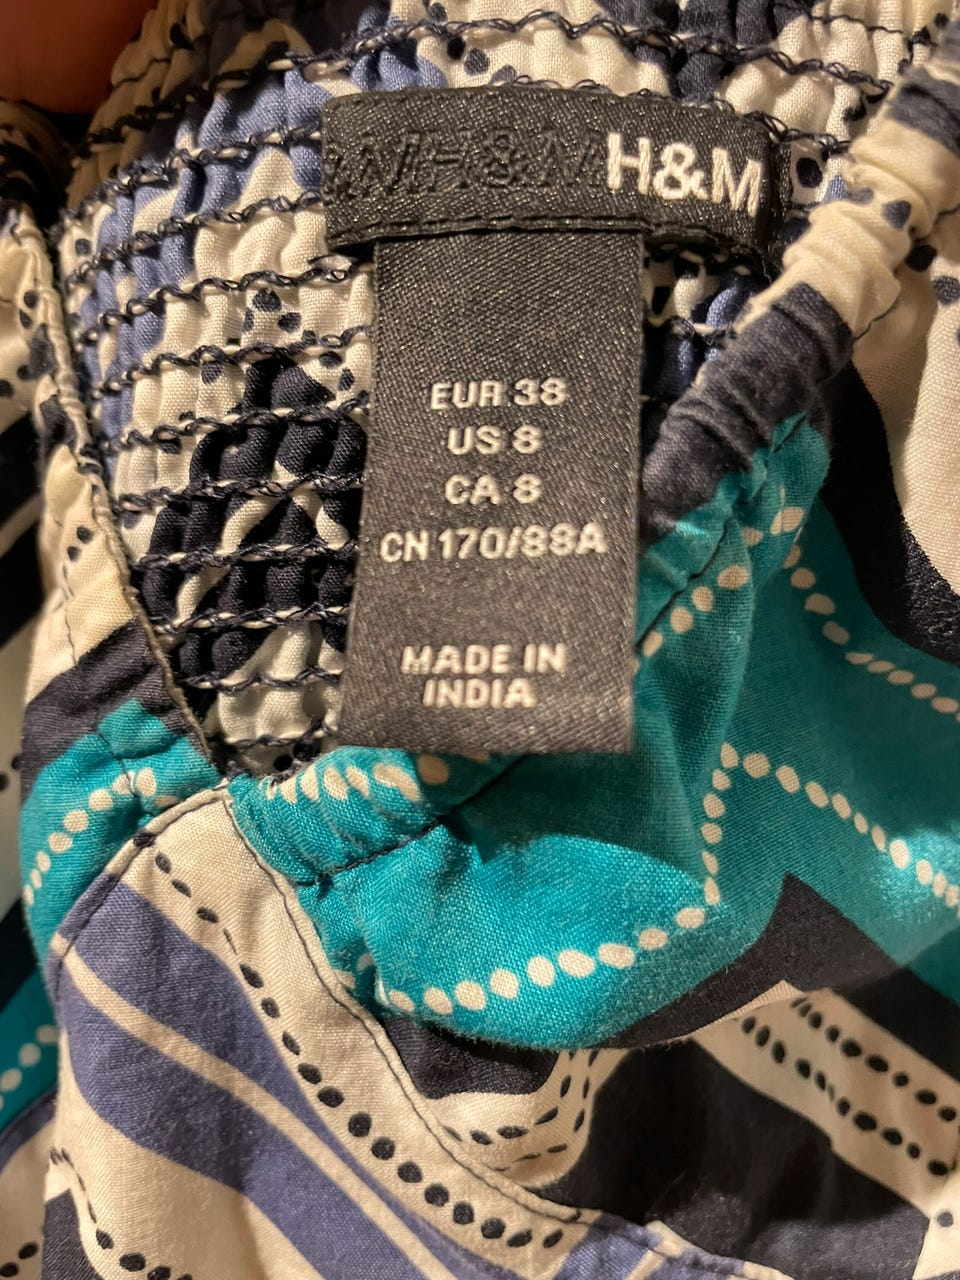 H&M H&M
EUR 38
US 8
CA 8
CN 170/88A
MADE IN
INDIA